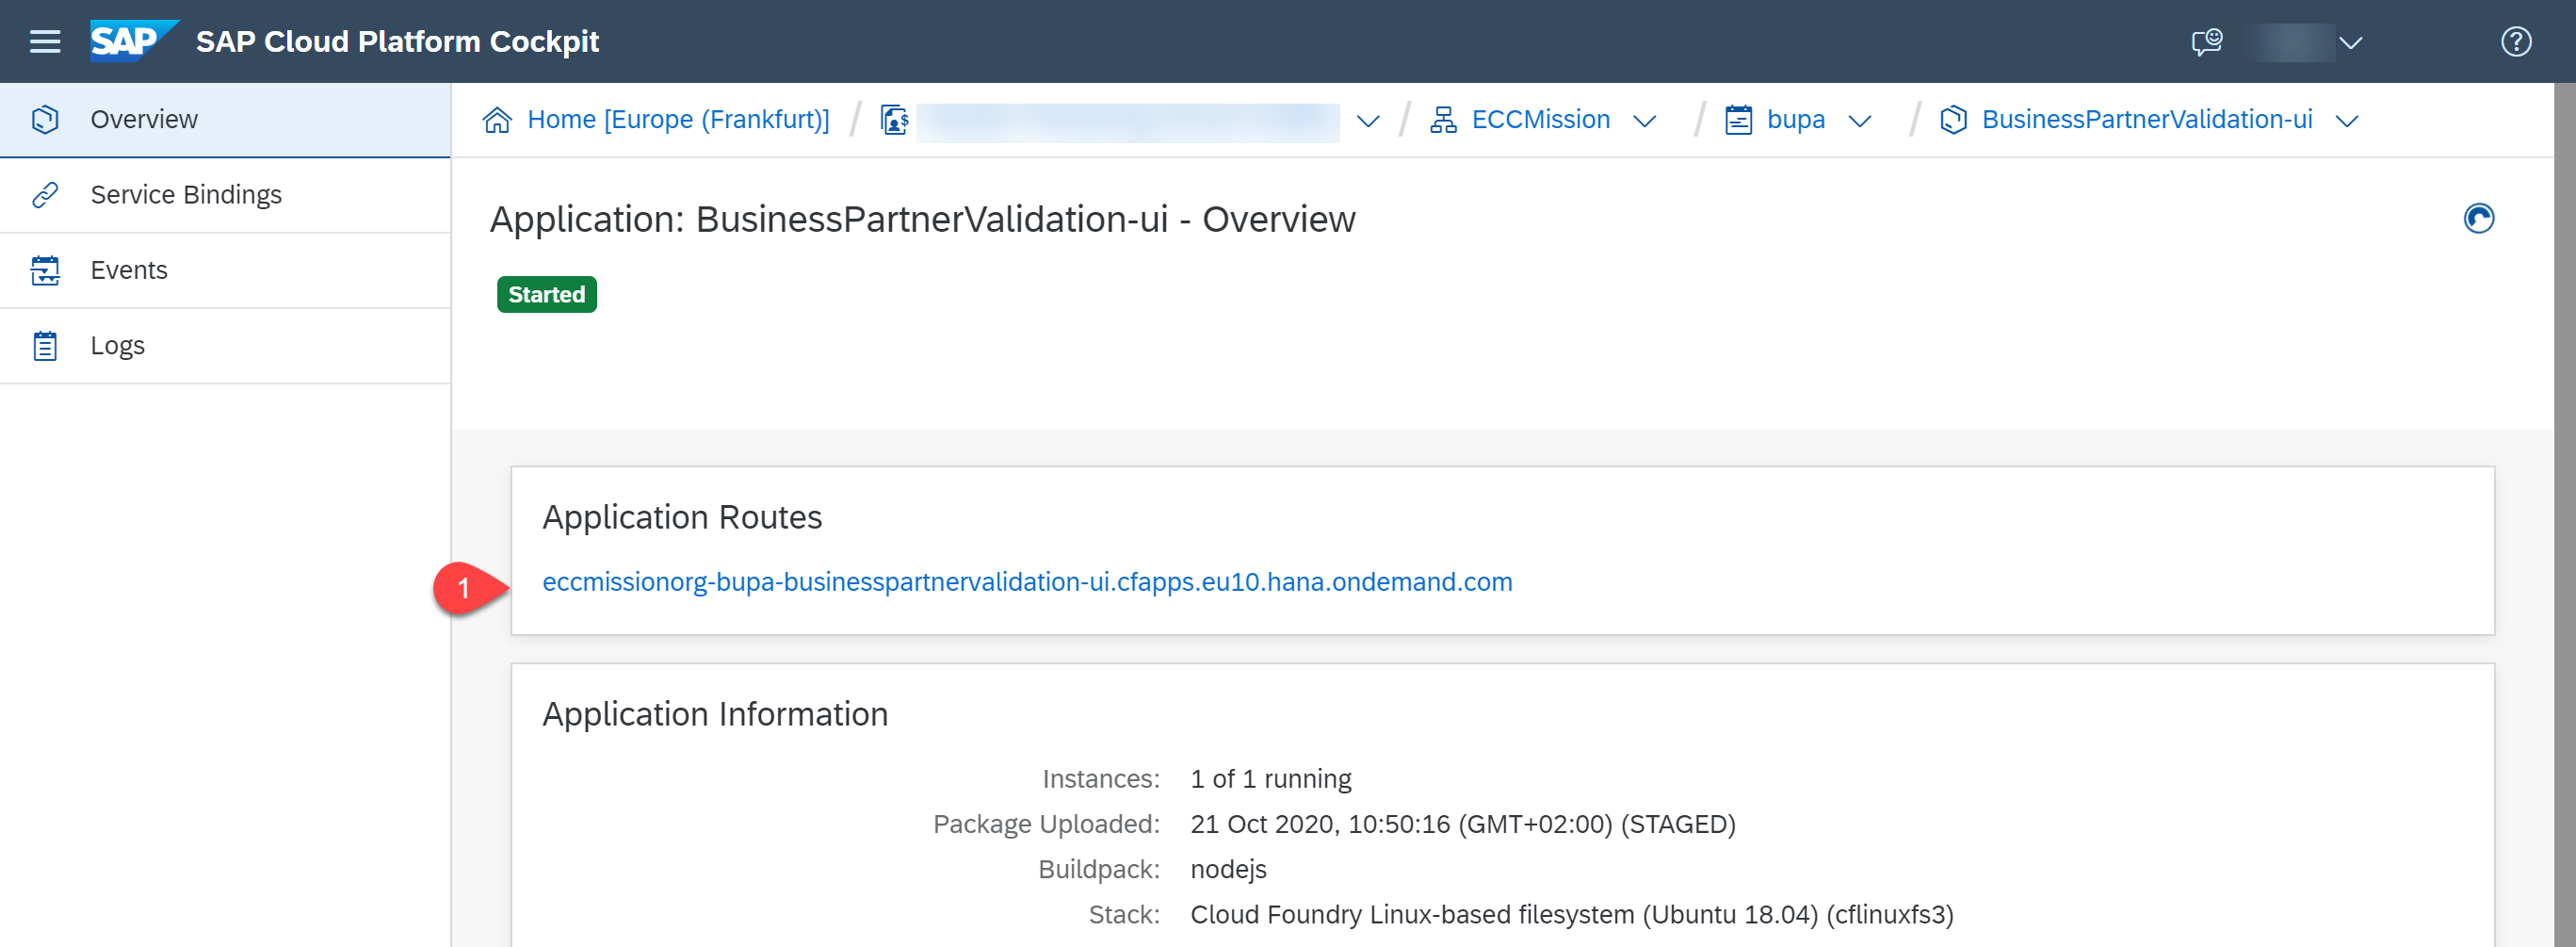 SAP SAP Cloud Platform Cockpit
Overview
Service Bindings
Events
Logs
Home [Europe (Frankfurt)] / / ECCMission / bupa / BusinessPartnerValidation-ui
Application: BusinessPartnerValidation-ui - Overview
Started
Application Routes
1
eccmissionorg-bupa-businesspartnervalidation-ui.cfapps.eu10.hana.ondemand.com
Application Information
Instances: 1 of 1 running
Package Uploaded: 21 Oct 2020, 10:50:16 (GMT+02:00) (STAGED)
Buildpack: nodejs
Stack: Cloud Foundry Linux-based filesystem (Ubuntu 18.04) (cflinuxfs3)